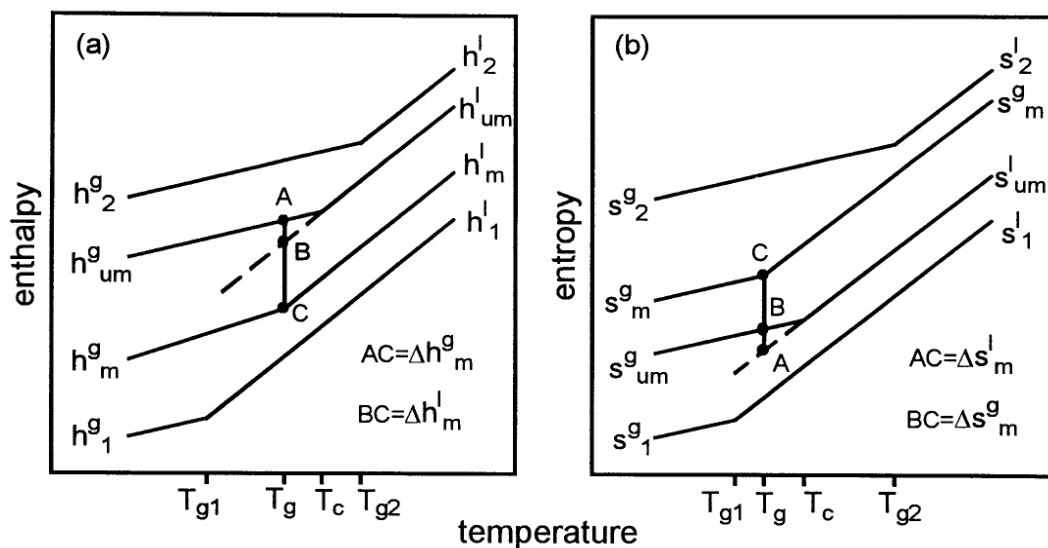 (a)
h^l_2
h^l_um
h^l_m
h^l_1
h^g_2
h^g_um
h^g_m
h^g_1
A
B
C
AC=Δh^g_m
BC=Δh^l_m
enthalpy
T_g1 T_g T_c T_g2
(b)
s^l_2
s^g_m
s^l_um
s^l_1
s^g_2
s^g_m
s^g_um
s^g_1
C
B
A
AC=Δs^l_m
BC=Δs^g_m
entropy
T_g1 T_g T_c T_g2
temperature